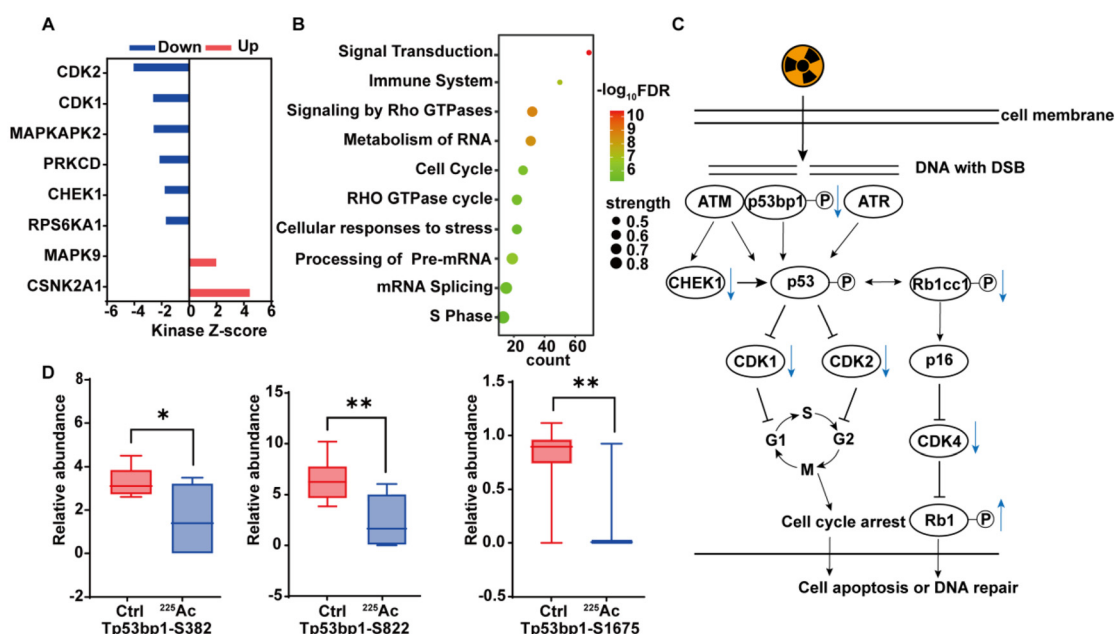 A
Down Up
CDK2
CDK1
MAPKAPK2
PRKCD
CHEK1
RPS6KA1
MAPK9
CSNK2A1
-6 -4 -2 0 2 4 6
Kinase Z-score
B
Signal Transduction
Immune System
Signaling by Rho GTPases
Metabolism of RNA
Cell Cycle
RHO GTPase cycle
Cellular responses to stress
Processing of Pre-mRNA
mRNA Splicing
S Phase
20 40 60
count
-log₁₀FDR
10
9
8
7
6
strength
0.5
0.6
0.7
0.8
C
cell membrane
DNA with DSB
ATM p53bp1 P ATR
CHEK1 p53 P Rb1cc1 P
CDK1 CDK2 p16
S
G1 G2
M
CDK4
Cell cycle arrest Rb1 P
Cell apoptosis or DNA repair
D
Relative abundance
8
6
4
2
0
-2
*
Ctrl ²²⁵Ac
Tp53bp1-S382
Relative abundance
15
10
5
0
-5
**
Ctrl ²²⁵Ac
Tp53bp1-S822
Relative abundance
1.5
1.0
0.5
0.0
-0.5
**
Ctrl ²²⁵Ac
Tp53bp1-S1675